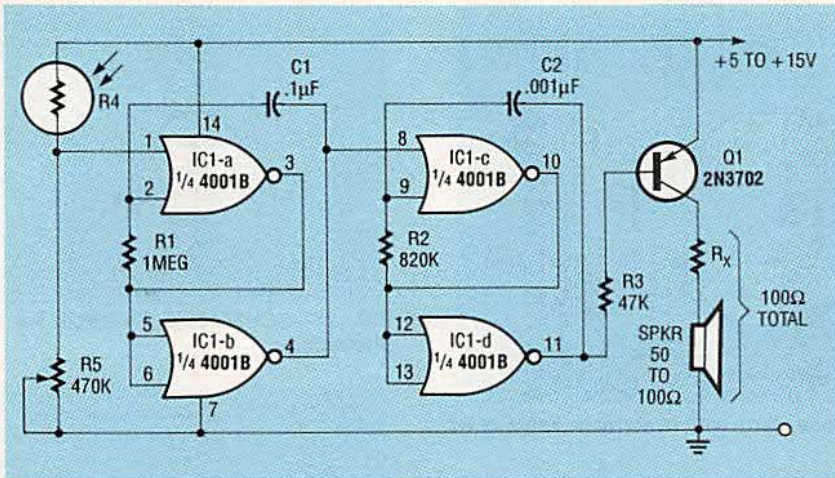 C1
.1µF
C2
.001µF
+5 TO +15V
R4
14
1
2
IC1-a
1/4 4001B
3
8
9
IC1-c
1/4 4001B
10
Q1
2N3702
R1
1MEG
R2
820K
R3
47K
RX
100Ω
TOTAL
5
6
IC1-b
1/4 4001B
4
12
13
IC1-d
1/4 4001B
11
SPKR
50
TO
100Ω
R5
470K
7